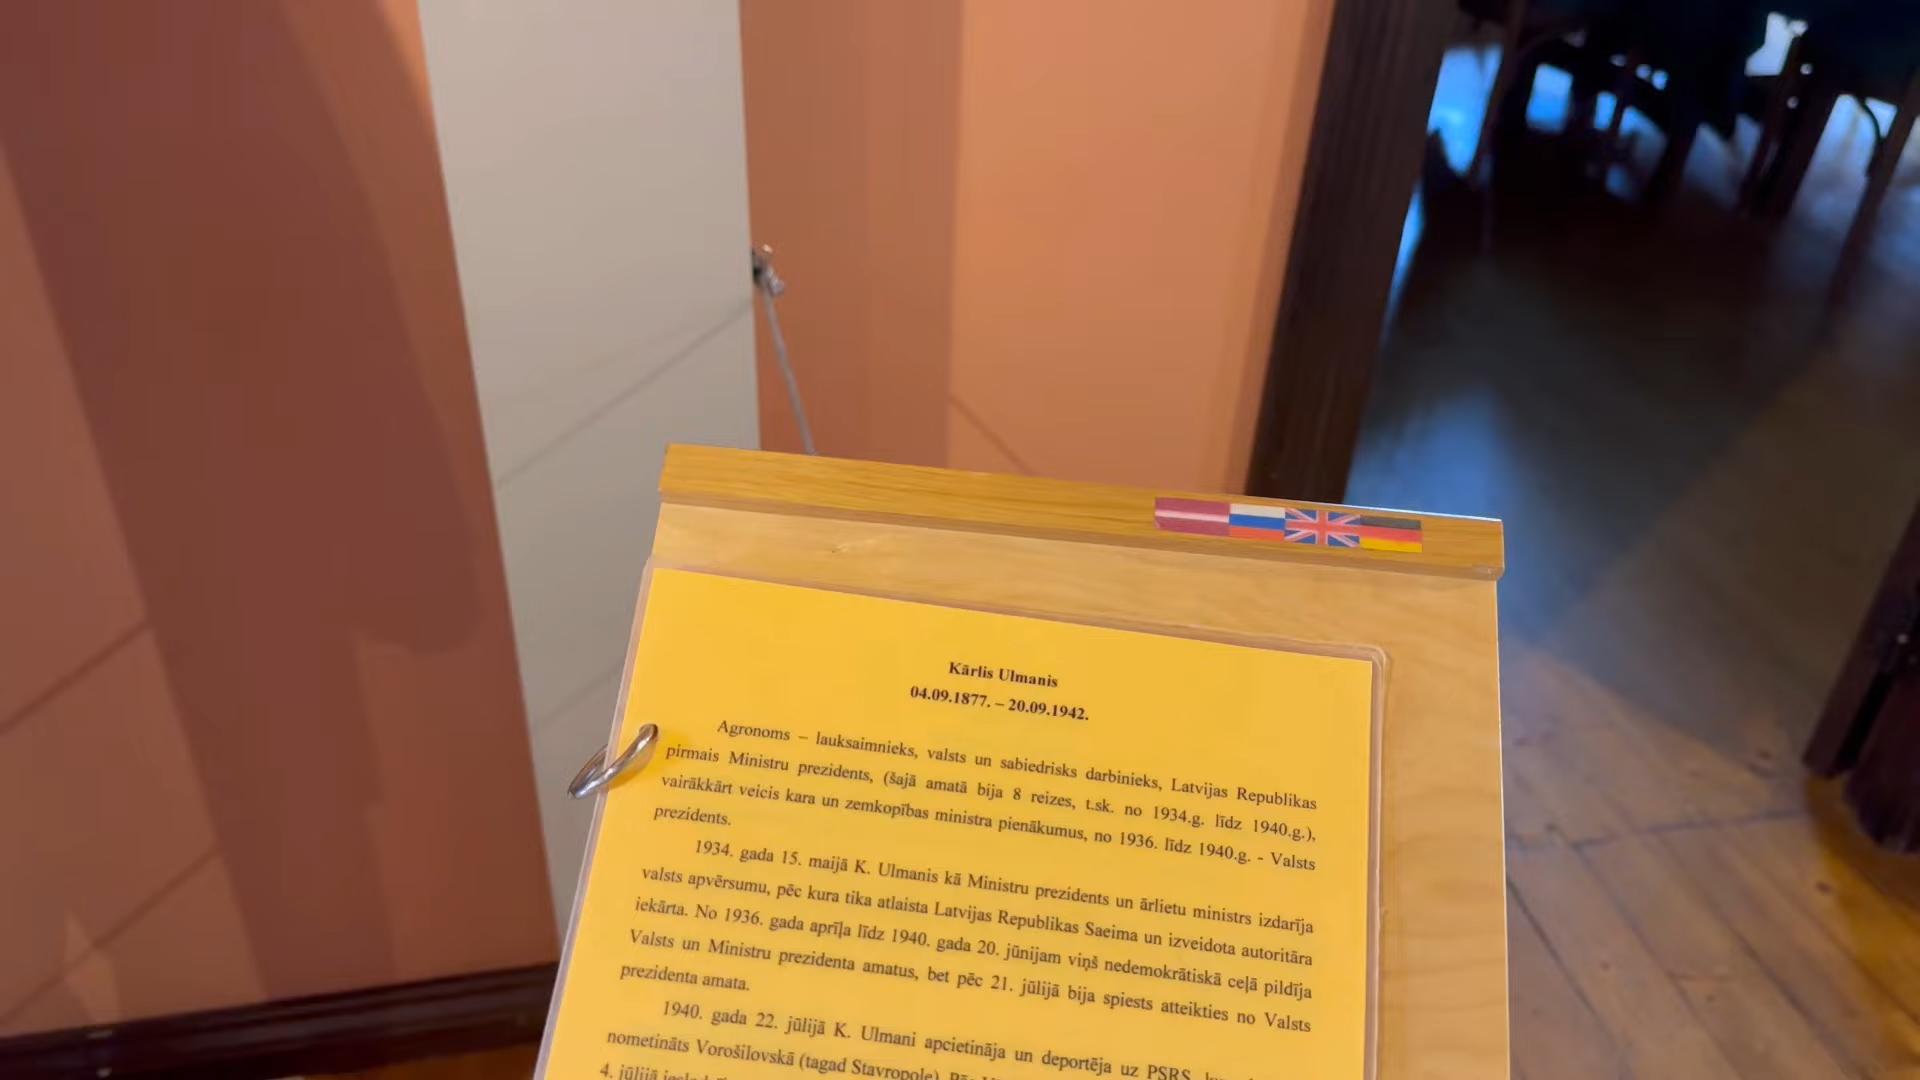 Kārlis Ulmanis
04.09.1877. – 20.09.1942.
Agronoms – lauksaimnieks, valsts un sabiedrisks darbinieks, Latvijas Republikas
pirmais Ministru prezidents, (šajā amatā bija 8 reizes, t.sk. no 1934.g. līdz 1940.g.),
vairākkārt veicis kara un zemkopības ministra pienākumus, no 1936. līdz 1940.g. - Valsts
prezidents.
1934. gada 15. maijā K. Ulmanis kā Ministru prezidents un ārlietu ministrs izdarīja
valsts apvērsumu, pēc kura tika atlaista Latvijas Republikas Saeima un izveidota autoritāra
iekārta. No 1936. gada aprīļa līdz 1940. gada 20. jūnijam viņš nedemokrātiskā ceļā pildīja
Valsts un Ministru prezidenta amatus, bet pēc 21. jūlijā bija spiests atteikties no Valsts
prezidenta amata.
1940. gada 22. jūlijā K. Ulmani apcietināja un deportēja uz PSRS,
nometināts Vorošilovskā (tagad Stavropole).
4. jūlijā